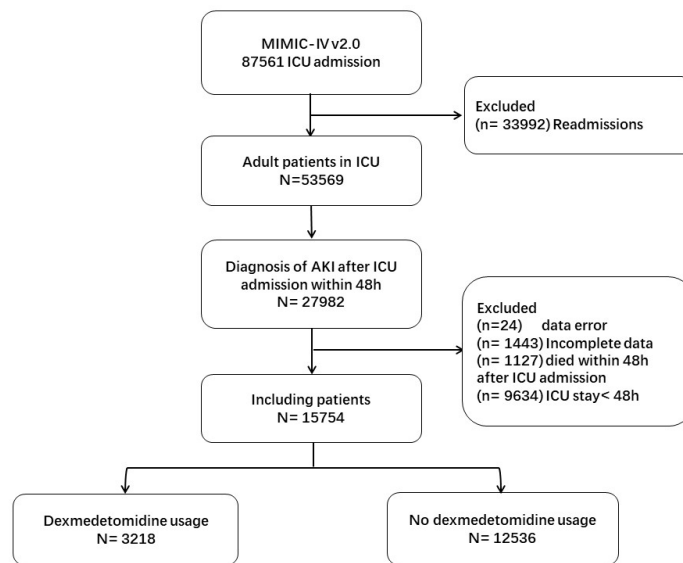 MIMIC-IV v2.0
87561 ICU admission
Excluded
(n= 33992) Readmissions
Adult patients in ICU
N=53569
Diagnosis of AKI after ICU
admission within 48h
N= 27982
Excluded
(n=24) data error
(n= 1443) Incomplete data
(n= 1127) died within 48h
after ICU admission
(n= 9634) ICU stay< 48h
Including patients
N= 15754
Dexmedetomidine usage
N= 3218
No dexmedetomidine usage
N= 12536